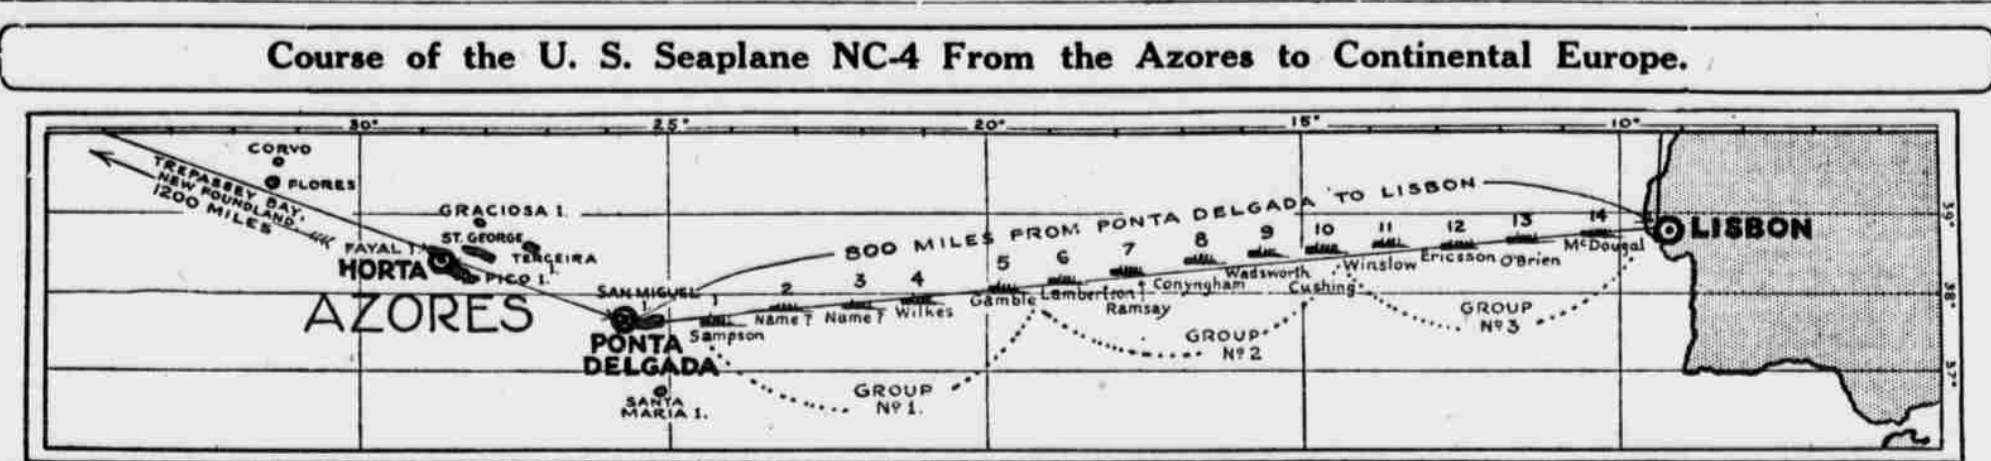 Course of the U. S. Seaplane NC-4 From the Azores to Continental Europe.
30°
25°
20°
15°
10°
CORVO
FLORES
TREPASSEY BAY,
NEW FOUNDLAND,
1200 MILES
GRACIOSA I.
ST. GEORGE
TERCEIRA
I.
FAYAL I.
HORTA
PICO I.
AZORES
SAN MIGUEL
PONTA
DELGADA
SANTA
MARIA I.
800 MILES FROM PONTA DELGADA TO LISBON
1
Sampson
2
Name ?
3
Name ?
4
Wilkes
5
Gamble
6
Lambertson
7
Ramsay
8
Conyngham
9
Wadsworth
10
Cushing
11
Winslow
12
Ericsson
13
O'Brien
14
McDougal
LISBON
GROUP
Nº 1.
GROUP
Nº 2
GROUP
Nº 3
39°
38°
37°